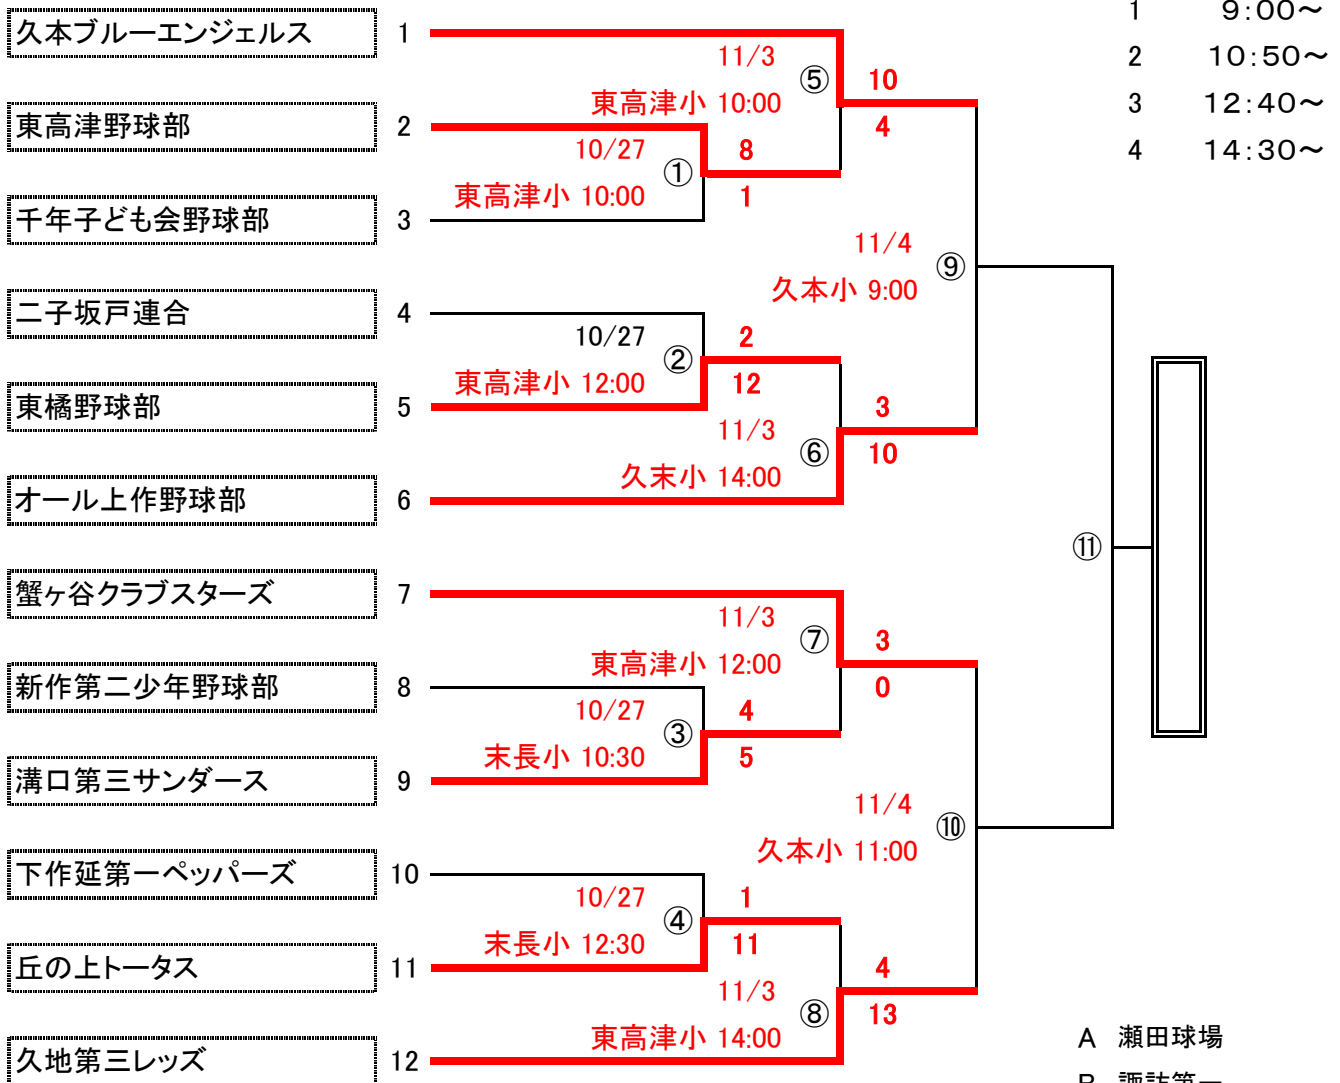 1 9:00～
久本ブルーエンジェルス 1
11/3
2 10:50～
⑤ 10
東高津小 10:00
3 12:40～
東高津野球部 2
4
10/27
8
4 14:30～
①
東高津小 10:00
1
千年子ども会野球部 3
11/4
⑨
久本小 9:00
二子坂戸連合 4
10/27
2
②
東高津小 12:00
12
東橘野球部 5
3
11/3
⑥ 10
久末小 14:00
オール上作野球部 6
⑪
蟹ヶ谷クラブスターズ 7
11/3
⑦ 3
東高津小 12:00
新作第二少年野球部 8
0
10/27
4
③
末長小 10:30
5
溝口第三サンダース 9
11/4
⑩
久本小 11:00
下作延第一ペッパーズ 10
10/27
1
④
末長小 12:30
11
丘の上トータス 11
4
11/3
⑧ 13
東高津小 14:00
A 瀬田球場
久地第三レッズ 12
B 諏訪第一